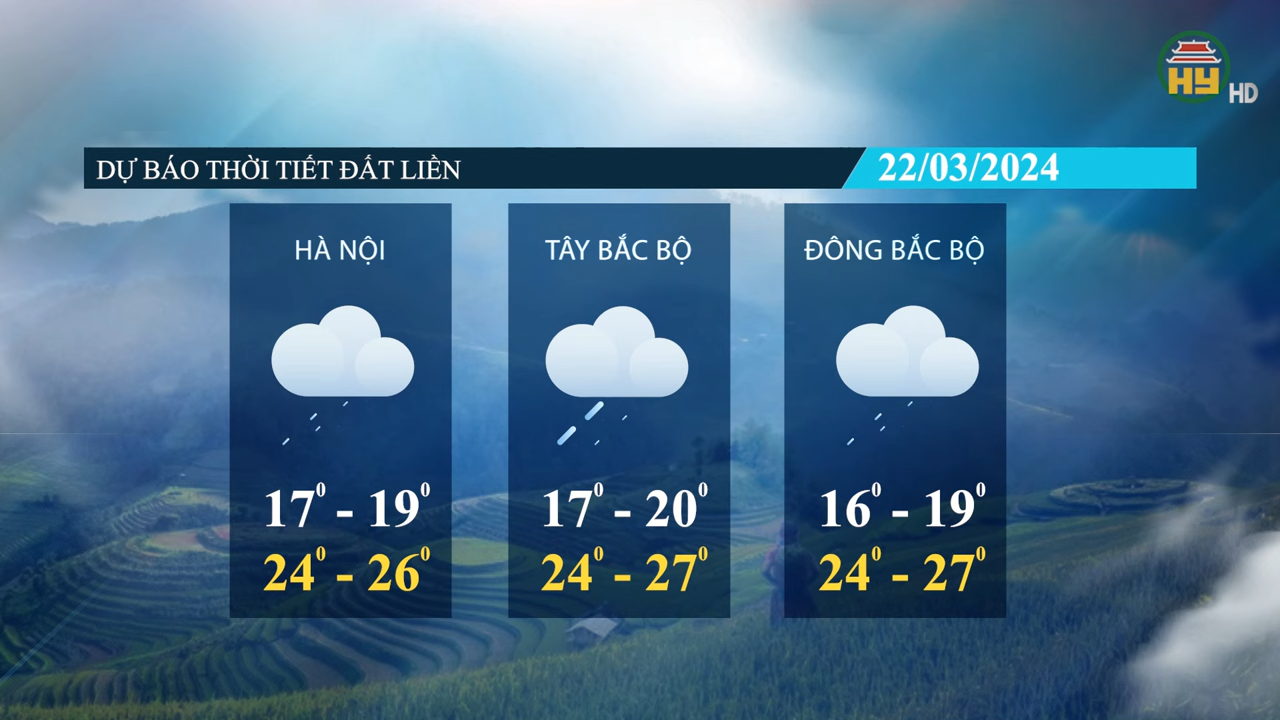 HY HD
DỰ BÁO THỜI TIẾT ĐẤT LIỀN 22/03/2024
HÀ NỘI
17⁰ - 19⁰
24⁰ - 26⁰
TÂY BẮC BỘ
17⁰ - 20⁰
24⁰ - 27⁰
ĐÔNG BẮC BỘ
16⁰ - 19⁰
24⁰ - 27⁰